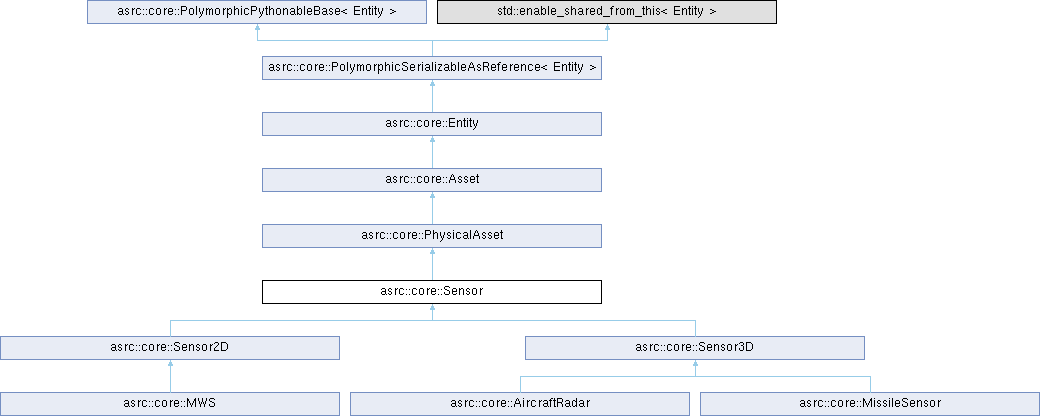 asrc::core::PolymorphicPythonableBase< Entity >
std::enable_shared_from_this< Entity >
asrc::core::PolymorphicSerializableAsReference< Entity >
asrc::core::Entity
asrc::core::Asset
asrc::core::PhysicalAsset
asrc::core::Sensor
asrc::core::Sensor2D
asrc::core::Sensor3D
asrc::core::MWS
asrc::core::AircraftRadar
asrc::core::MissileSensor